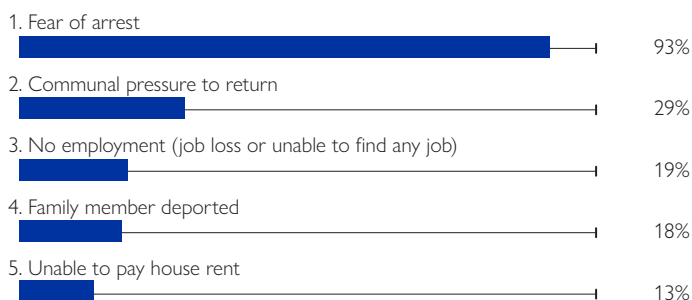 1. Fear of arrest
93%
2. Communal pressure to return
29%
3. No employment (job loss or unable to find any job)
19%
4. Family member deported
18%
5. Unable to pay house rent
13%